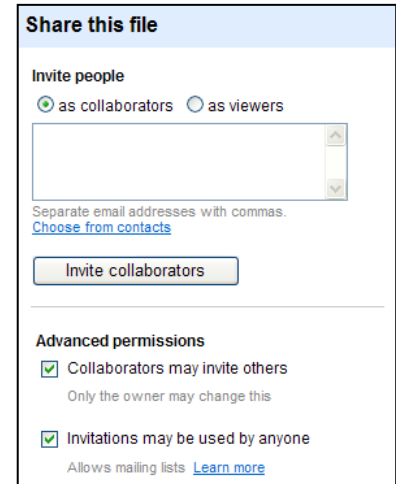 Share this file
Invite people
as collaborators as viewers
Separate email addresses with commas.
Choose from contacts
Invite collaborators
Advanced permissions
Collaborators may invite others
Only the owner may change this
Invitations may be used by anyone
Allows mailing lists Learn more